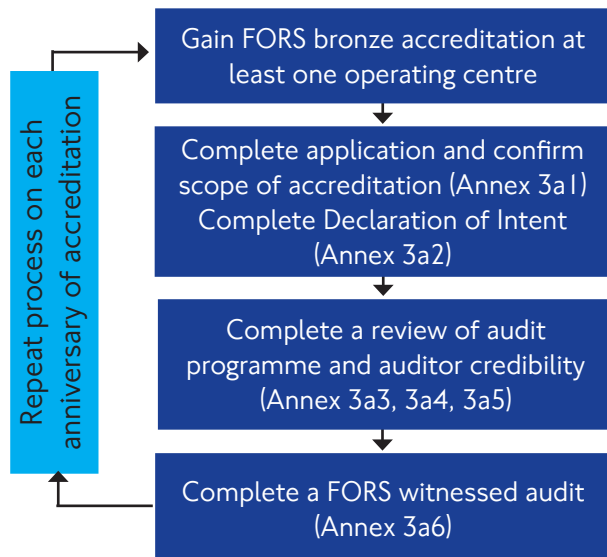 Gain FORS bronze accreditation at
least one operating centre
Complete application and confirm
scope of accreditation (Annex 3a1)
Complete Declaration of Intent
(Annex 3a2)
Complete a review of audit
programme and auditor credibility
(Annex 3a3, 3a4, 3a5)
Complete a FORS witnessed audit
(Annex 3a6)
Repeat process on each
anniversary of accreditation